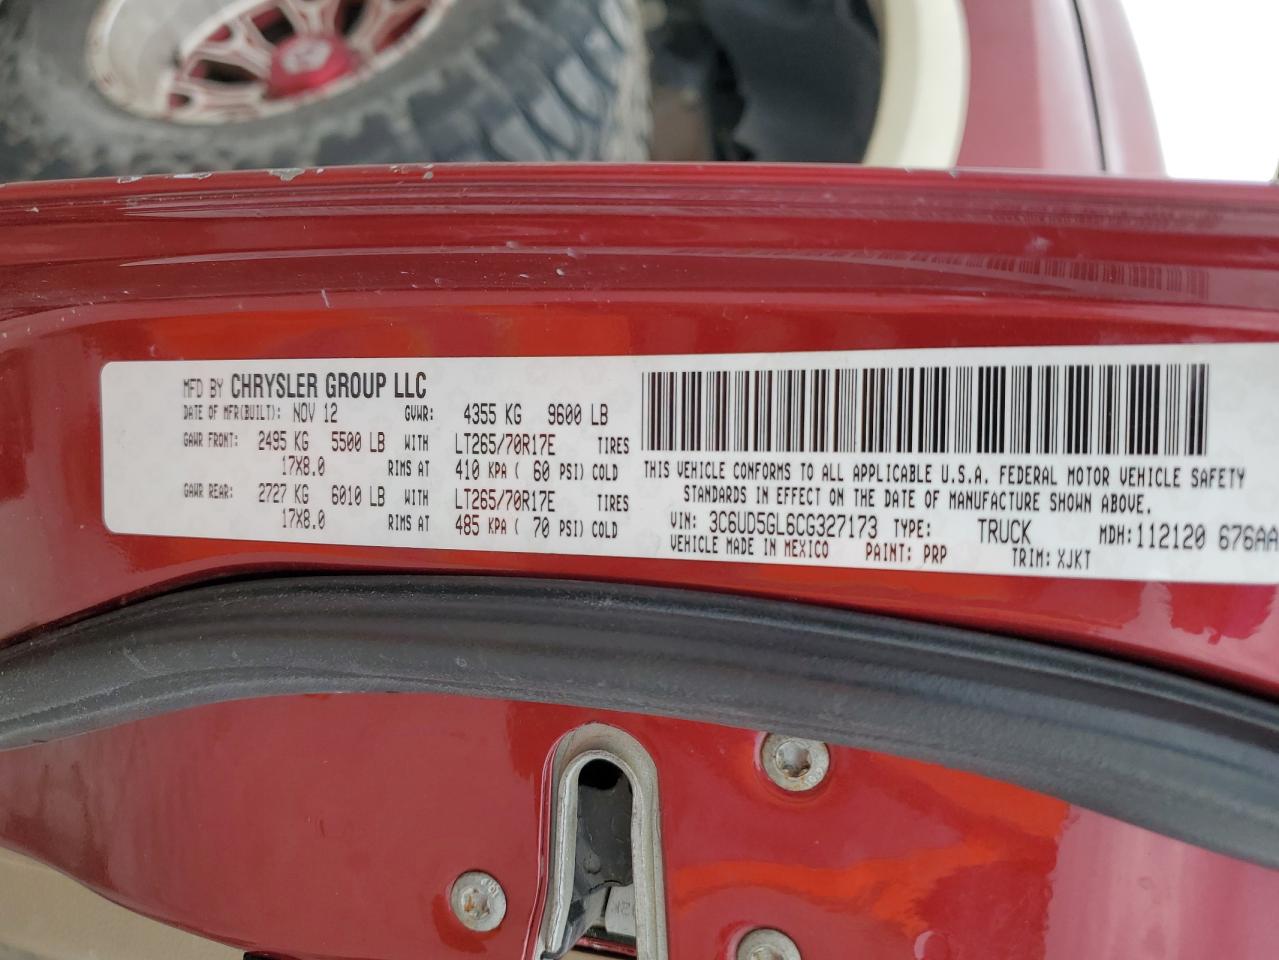 MFD BY CHRYSLER GROUP LLC
DATE OF MFR(BUILT): NOV 12 GVWR: 4355 KG 9600 LB
GAWR FRONT: 2495 KG 5500 LB WITH LT265/70R17E TIRES
17X8.0 RIMS AT 410 KPA ( 60 PSI) COLD
GAWR REAR: 2727 KG 6010 LB WITH LT265/70R17E TIRES
17X8.0 RIMS AT 485 KPA ( 70 PSI) COLD
THIS VEHICLE CONFORMS TO ALL APPLICABLE U.S.A. FEDERAL MOTOR VEHICLE SAFETY
STANDARDS IN EFFECT ON THE DATE OF MANUFACTURE SHOWN ABOVE.
VIN: 3C6UD5GL6CG327173 TYPE: TRUCK MDH:112120 676AA
VEHICLE MADE IN MEXICO PAINT: PRP TRIM: XJKT